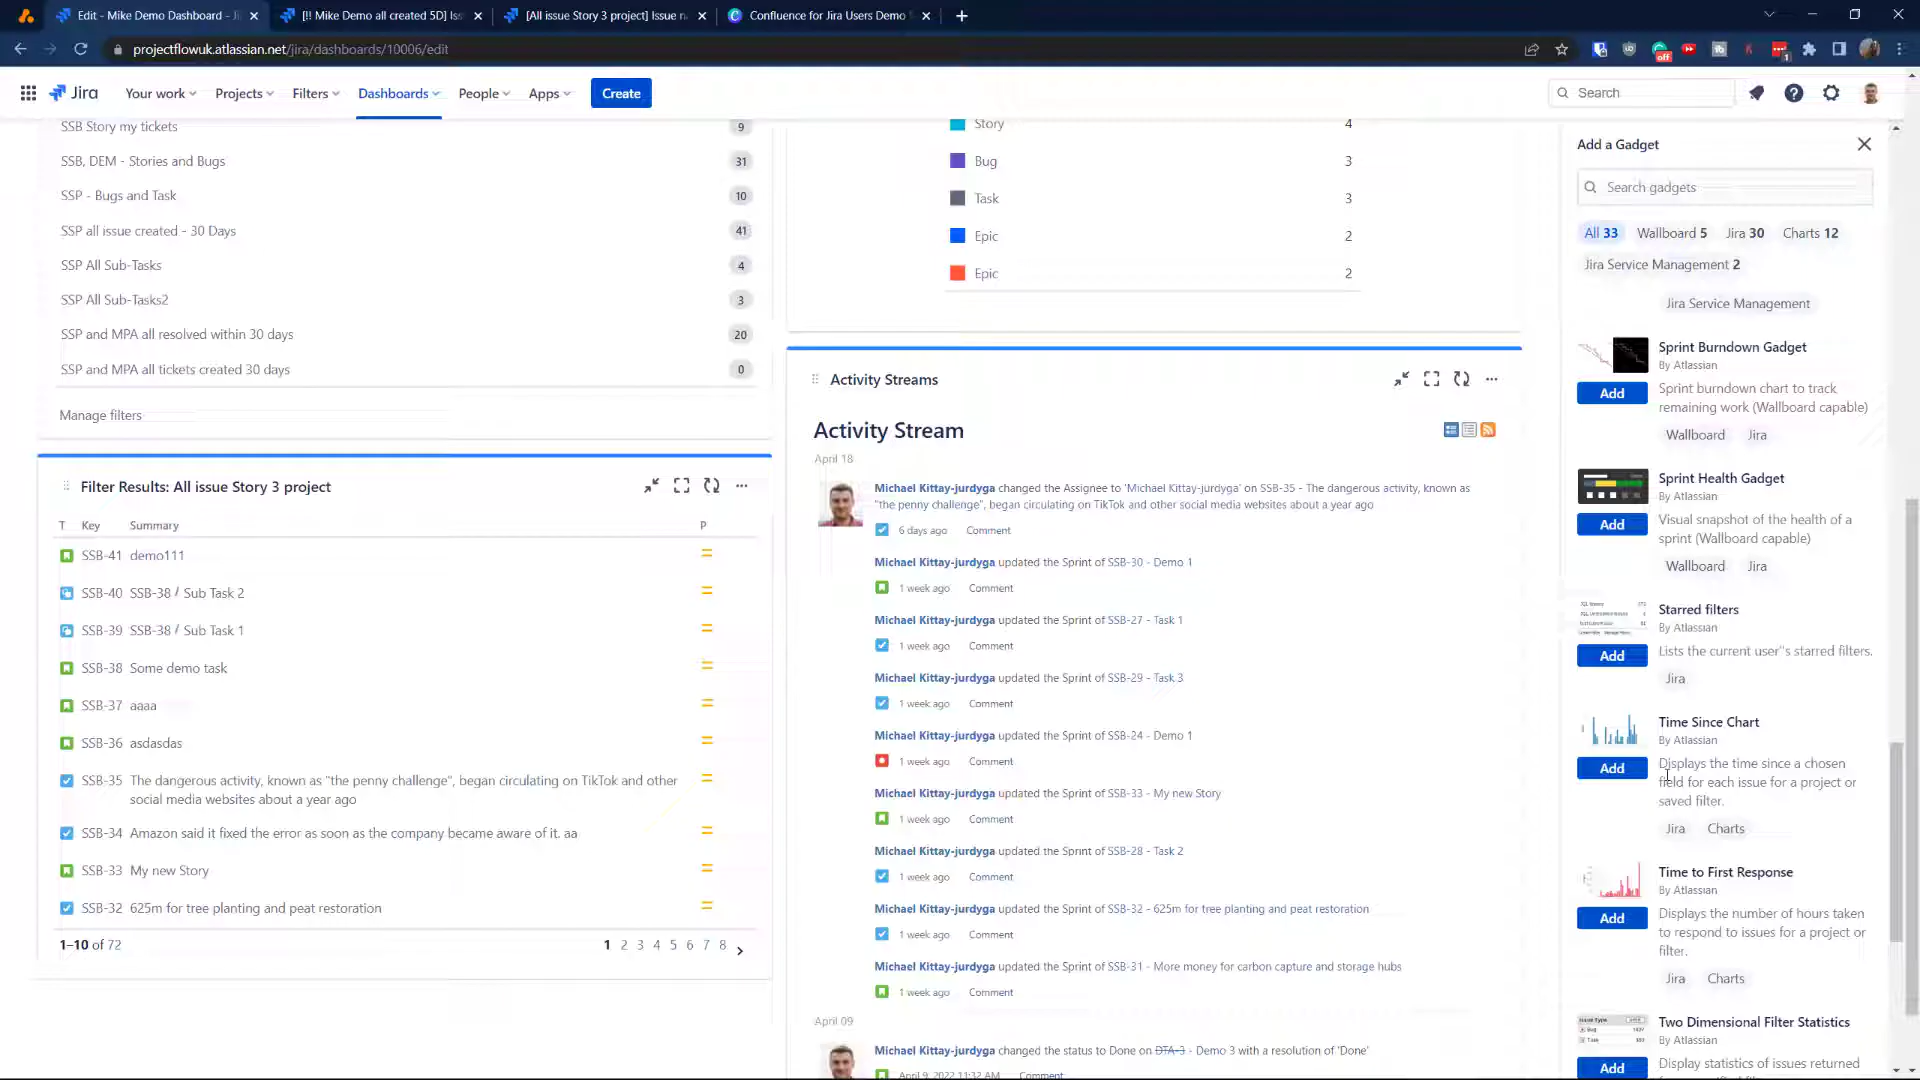 Edit - Mike Demo Dashboard - Ji
[!! Mike Demo all created 5D] Iss
[All issue Story 3 project] Issue n
Confluence for Jira Users Demo
projectflowuk.atlassian.net/jira/dashboards/10006/edit
off
1
Jira
Your work
Projects
Filters
Dashboards
People
Apps
Create
Search
SSB Story my tickets 9
SSB, DEM - Stories and Bugs 31
SSP - Bugs and Task 10
SSP all issue created - 30 Days 41
SSP All Sub-Tasks 4
SSP All Sub-Tasks2 3
SSP and MPA all resolved within 30 days 20
SSP and MPA all tickets created 30 days 0
Manage filters
Filter Results: All issue Story 3 project
T Key Summary P
SSB-41 demo111
SSB-40 SSB-38 / Sub Task 2
SSB-39 SSB-38 / Sub Task 1
SSB-38 Some demo task
SSB-37 aaaa
SSB-36 asdasdas
SSB-35 The dangerous activity, known as "the penny challenge", began circulating on TikTok and other
social media websites about a year ago
SSB-34 Amazon said it fixed the error as soon as the company became aware of it. aa
SSB-33 My new Story
SSB-32 625m for tree planting and peat restoration
1–10 of 72
1 2 3 4 5 6 7 8
Story 4
Bug 3
Task 3
Epic 2
Epic 2
Activity Streams
Activity Stream
April 18
Michael Kittay-jurdyga changed the Assignee to 'Michael Kittay-jurdyga' on SSB-35 - The dangerous activity, known as
"the penny challenge", began circulating on TikTok and other social media websites about a year ago
6 days ago Comment
Michael Kittay-jurdyga updated the Sprint of SSB-30 - Demo 1
1 week ago Comment
Michael Kittay-jurdyga updated the Sprint of SSB-27 - Task 1
1 week ago Comment
Michael Kittay-jurdyga updated the Sprint of SSB-29 - Task 3
1 week ago Comment
Michael Kittay-jurdyga updated the Sprint of SSB-24 - Demo 1
1 week ago Comment
Michael Kittay-jurdyga updated the Sprint of SSB-33 - My new Story
1 week ago Comment
Michael Kittay-jurdyga updated the Sprint of SSB-28 - Task 2
1 week ago Comment
Michael Kittay-jurdyga updated the Sprint of SSB-32 - 625m for tree planting and peat restoration
1 week ago Comment
Michael Kittay-jurdyga updated the Sprint of SSB-31 - More money for carbon capture and storage hubs
1 week ago Comment
April 09
Michael Kittay-jurdyga changed the status to Done on DTA-3 - Demo 3 with a resolution of 'Done'
April 9, 2022 11:32 AM Comment
Add a Gadget
Search gadgets
All 33 Wallboard 5 Jira 30 Charts 12
Jira Service Management 2
Jira Service Management
Sprint Burndown Gadget
By Atlassian
Add
Sprint burndown chart to track
remaining work (Wallboard capable)
Wallboard Jira
Sprint Health Gadget
By Atlassian
Add
Visual snapshot of the health of a
sprint (Wallboard capable)
Wallboard Jira
Starred filters
By Atlassian
Add
Lists the current user''s starred filters.
Jira
Time Since Chart
By Atlassian
Add
Displays the time since a chosen
field for each issue for a project or
saved filter.
Jira Charts
Time to First Response
By Atlassian
Add
Displays the number of hours taken
to respond to issues for a project or
filter.
Jira Charts
Two Dimensional Filter Statistics
By Atlassian
Add
Display statistics of issues returned